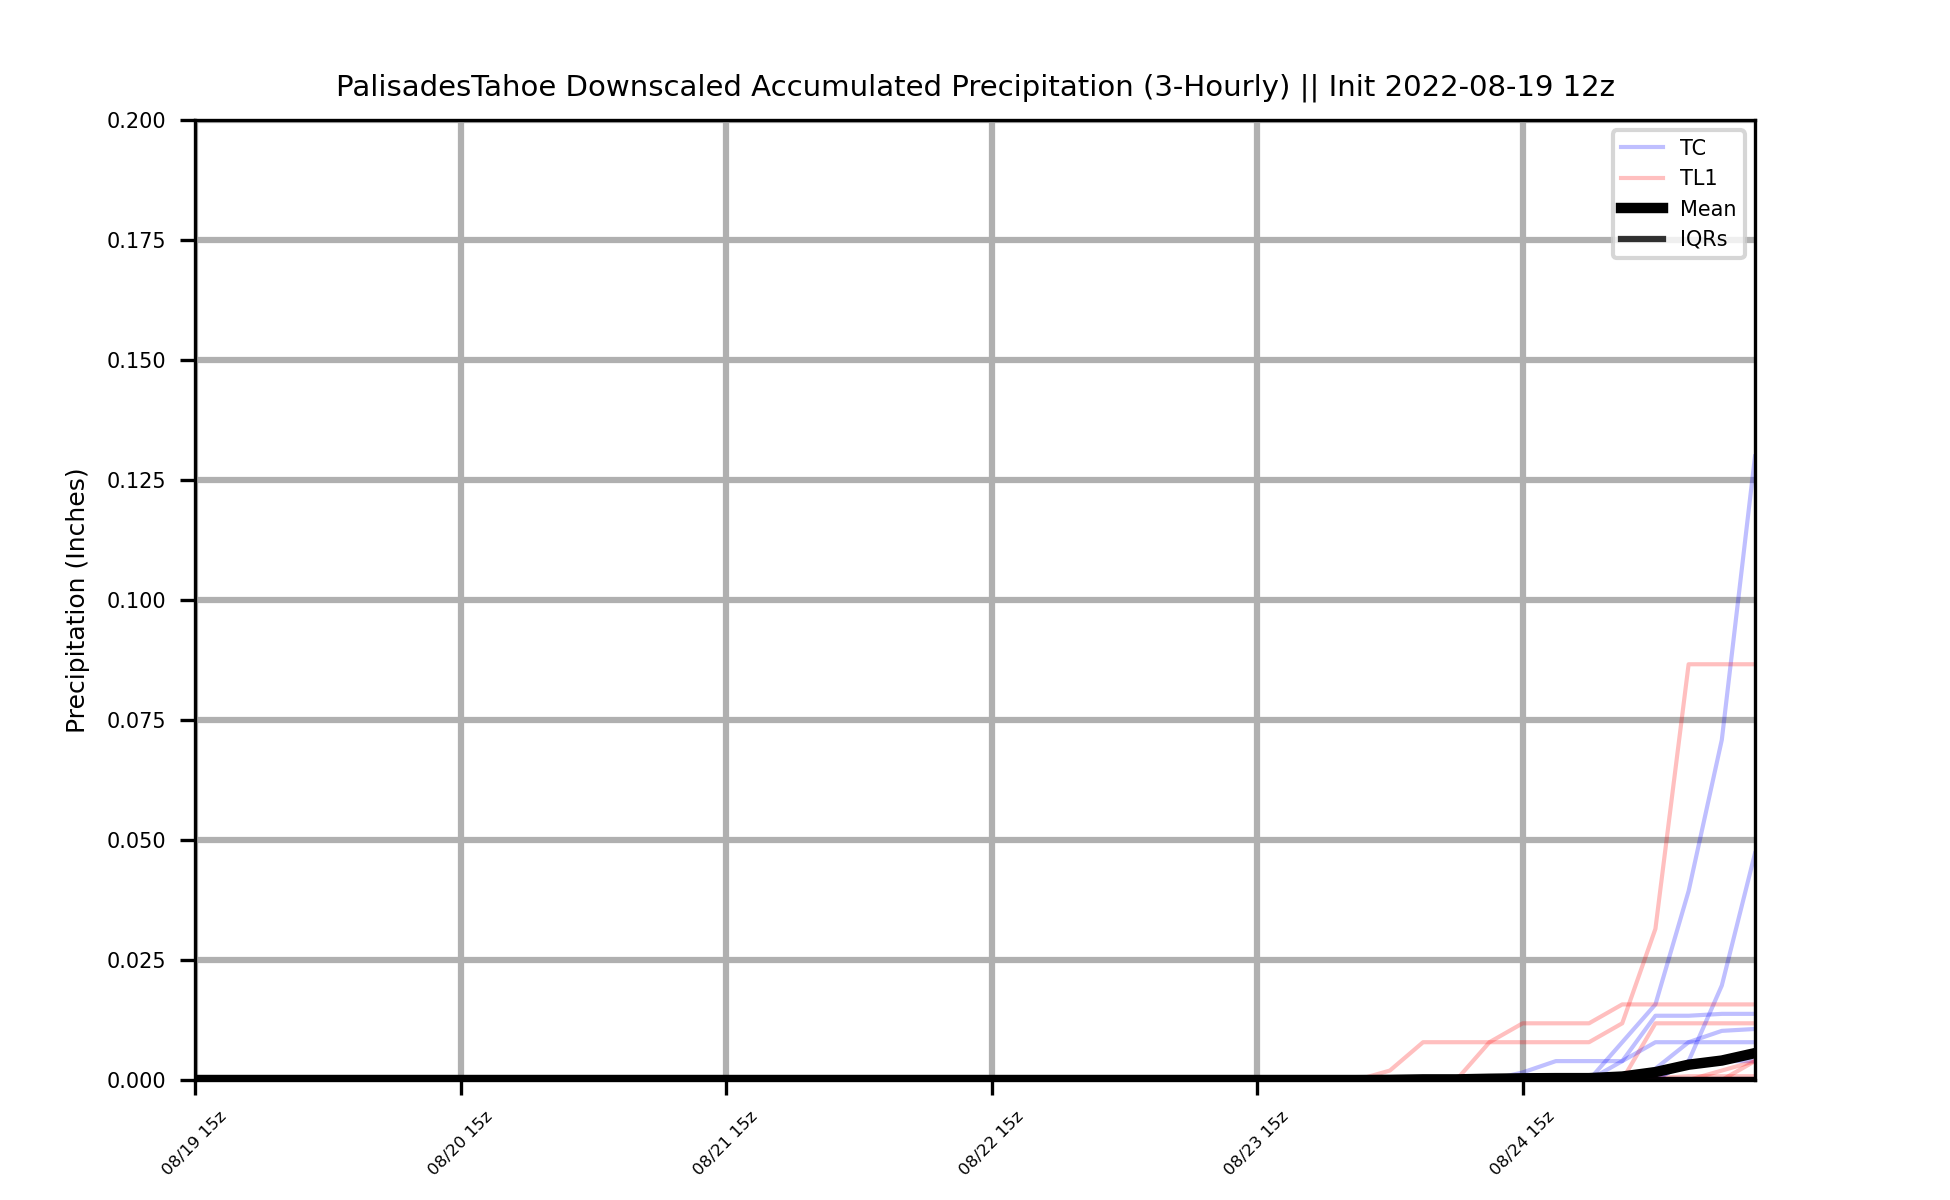 PalisadesTahoe Downscaled Accumulated Precipitation (3-Hourly) || Init 2022-08-19 12z
TC
TL1
Mean
IQRs
Precipitation (Inches)
0.200
0.175
0.150
0.125
0.100
0.075
0.050
0.025
0.000
08/19 15z
08/20 15z
08/21 15z
08/22 15z
08/23 15z
08/24 15z